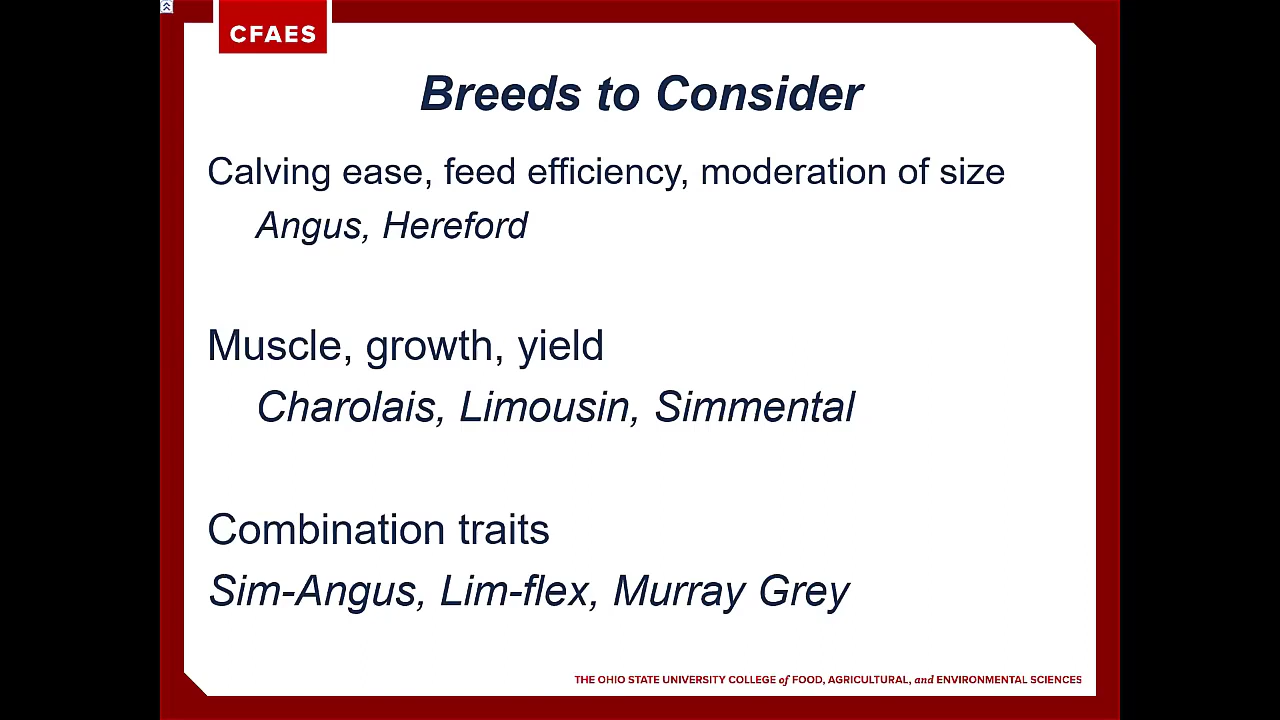 CFAES
Breeds to Consider
Calving ease, feed efficiency, moderation of size
Angus, Hereford
Muscle, growth, yield
Charolais, Limousin, Simmental
Combination traits
Sim-Angus, Lim-flex, Murray Grey
THE OHIO STATE UNIVERSITY COLLEGE of FOOD, AGRICULTURAL, and ENVIRONMENTAL SCIENCES